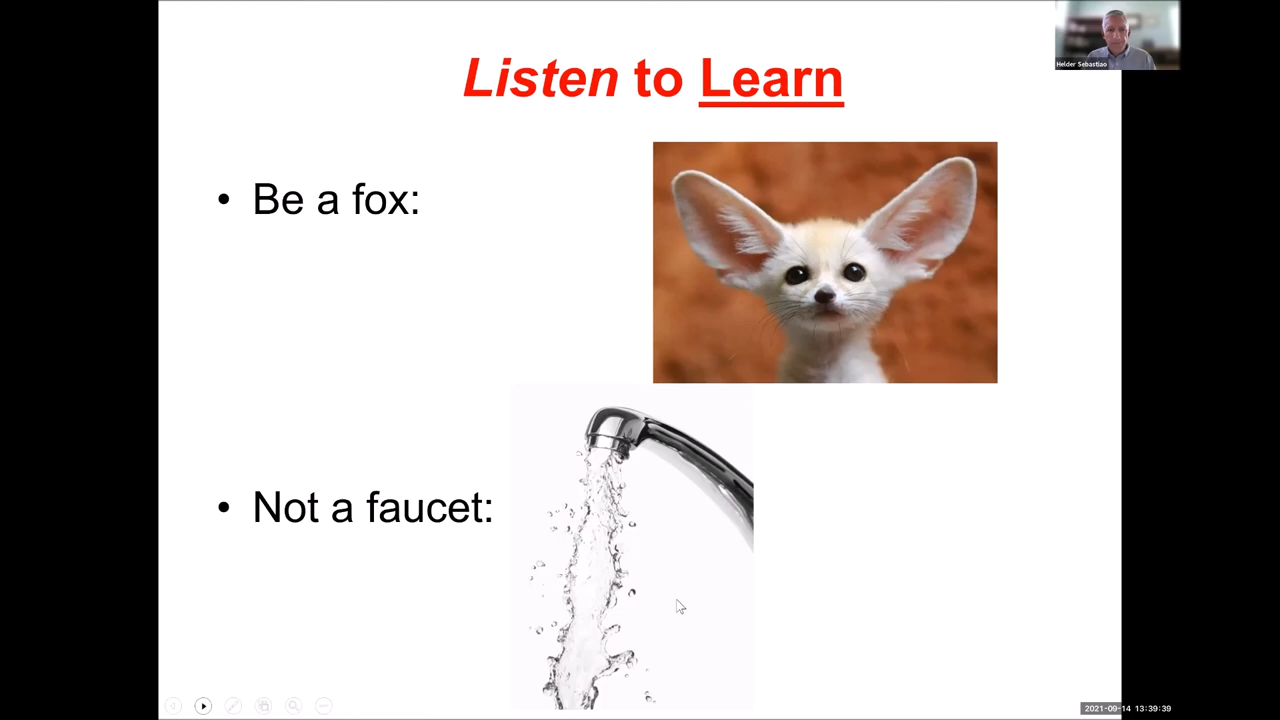 Listen to Learn
Helder Sebastiao
• Be a fox:
• Not a faucet:
2021-09-14 13:39:39